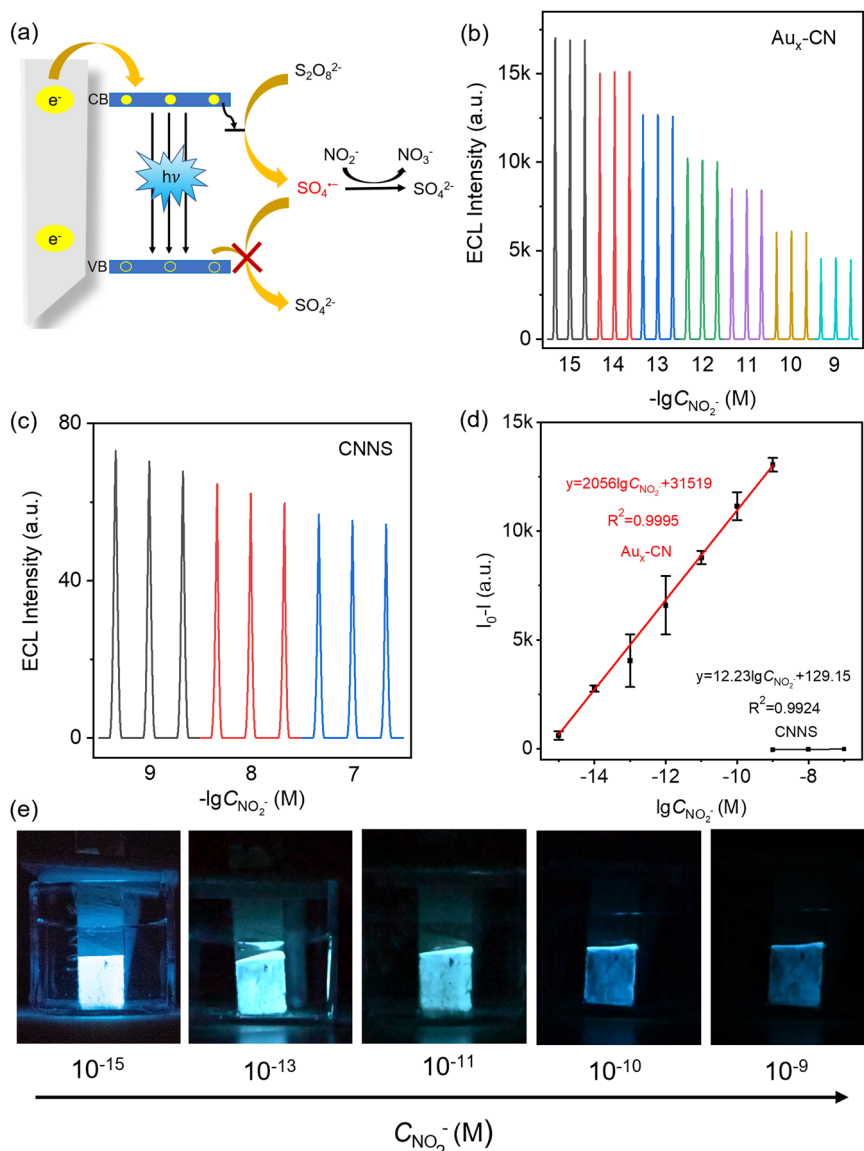 (a)
e⁻
CB
S₂O₈²⁻
hν
NO₂⁻ NO₃⁻
SO₄•⁻ SO₄²⁻
e⁻
VB
SO₄²⁻
(b)
Auₓ-CN
ECL Intensity (a.u.)
15k
10k
5k
0
15 14 13 12 11 10 9
-lgC_NO₂⁻ (M)
(c)
CNNS
ECL Intensity (a.u.)
80
40
0
9 8 7
-lgC_NO₂⁻ (M)
(d)
I₀-I (a.u.)
15k
10k
5k
0
y=2056lgC_NO₂⁻+31519
R²=0.9995
Auₓ-CN
y=12.23lgC_NO₂⁻+129.15
R²=0.9924
CNNS
-14 -12 -10 -8 -6
lgC_NO₂⁻ (M)
(e)
10⁻¹⁵ 10⁻¹³ 10⁻¹¹ 10⁻¹⁰ 10⁻⁹
C_NO₂⁻ (M)